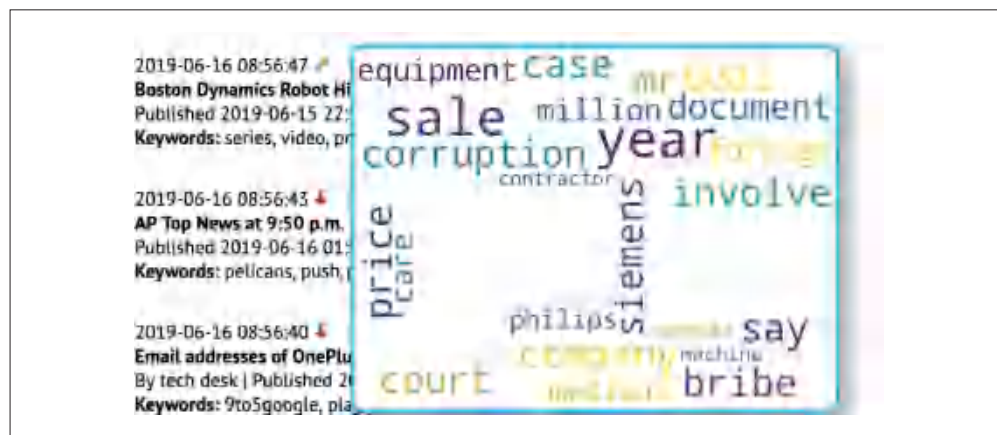 2019-06-16 08:56:47
Boston Dynamics Robot Hi
Published 2019-06-15 22:
Keywords: series, video, pr
2019-06-16 08:56:43
AP Top News at 9:50 p.m.
Published 2019-06-16 01:
Keywords: pelicans, push,
2019-06-16 08:56:40
Email addresses of OnePlu
By tech desk | Published 20
Keywords: 9to5google, pla
equipment case
mr
sale million document
year
corruption
contractor
involve
price
care
siemens
philips
say
company machine
court
bribe